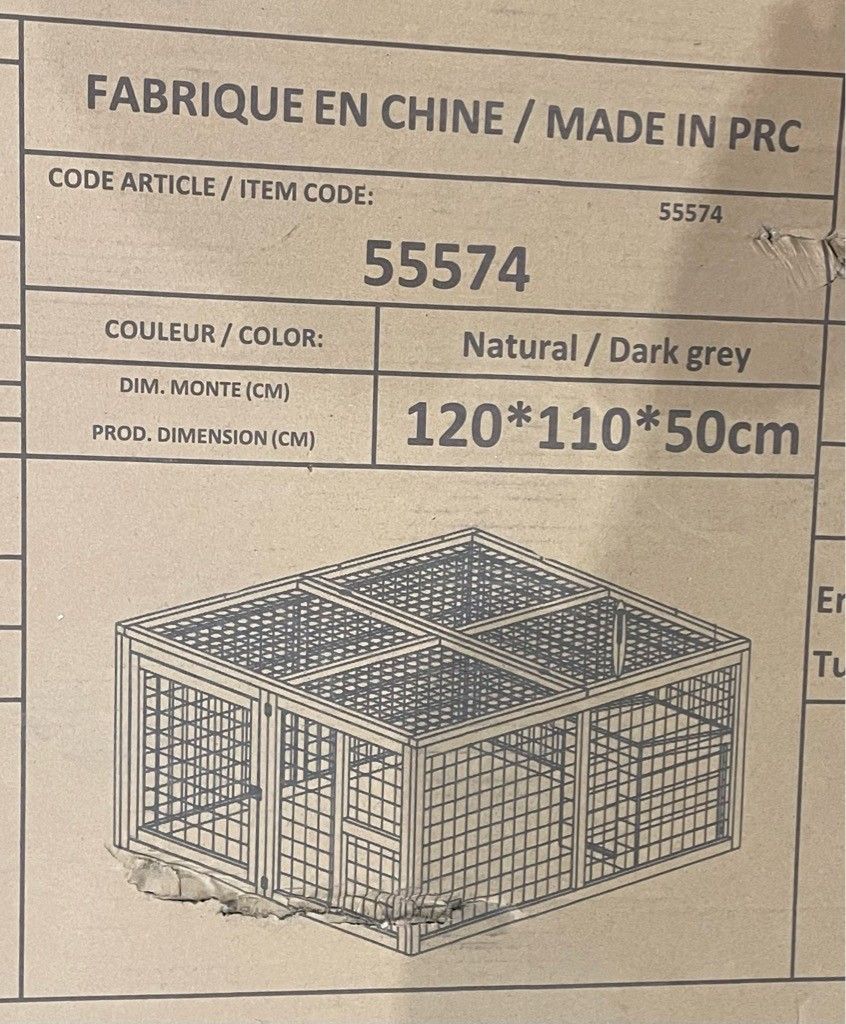 FABRIQUE EN CHINE / MADE IN PRC
CODE ARTICLE / ITEM CODE:
55574
55574
COULEUR / COLOR:
Natural / Dark grey
DIM. MONTE (CM)
PROD. DIMENSION (CM)
120*110*50cm